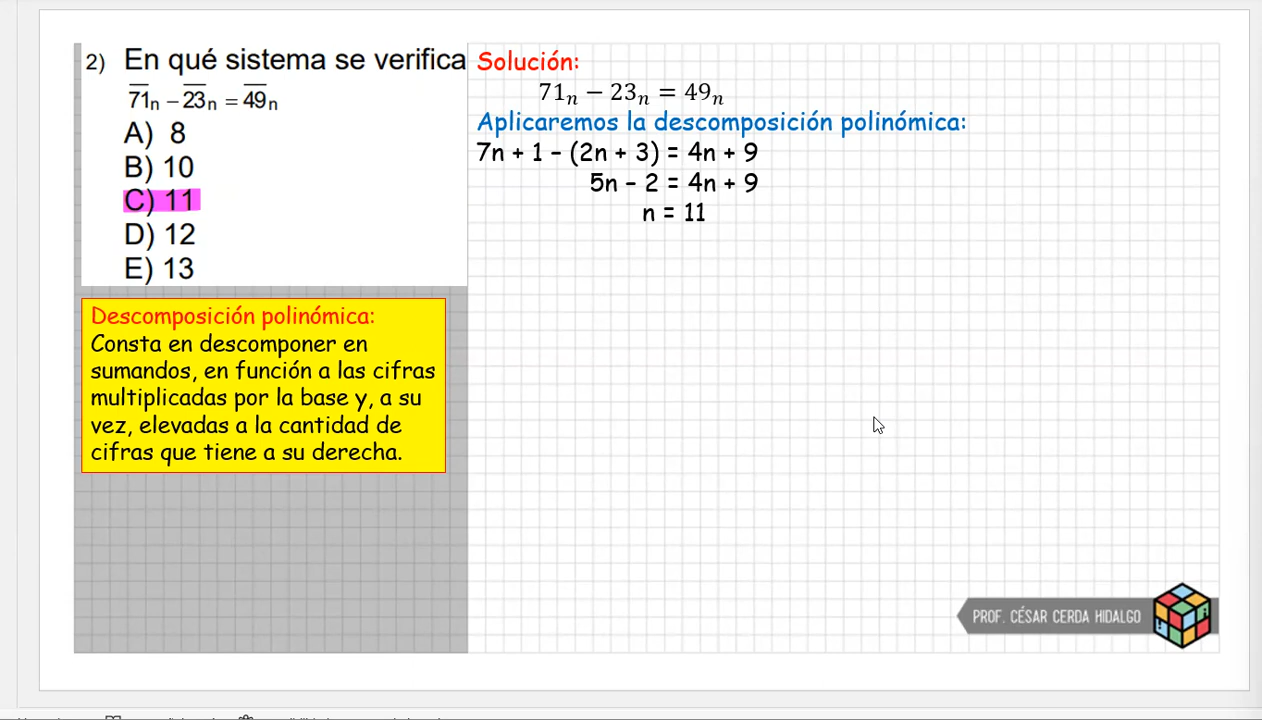 2) En qué sistema se verifica
71n – 23n = 49n
A) 8
B) 10
C) 11
D) 12
E) 13
Descomposición polinómica:
Consta en descomponer en
sumandos, en función a las cifras
multiplicadas por la base y, a su
vez, elevadas a la cantidad de
cifras que tiene a su derecha.
Solución:
71n − 23n = 49n
Aplicaremos la descomposición polinómica:
7n + 1 – (2n + 3) = 4n + 9
5n – 2 = 4n + 9
n = 11
PROF. CÉSAR CERDA HIDALGO